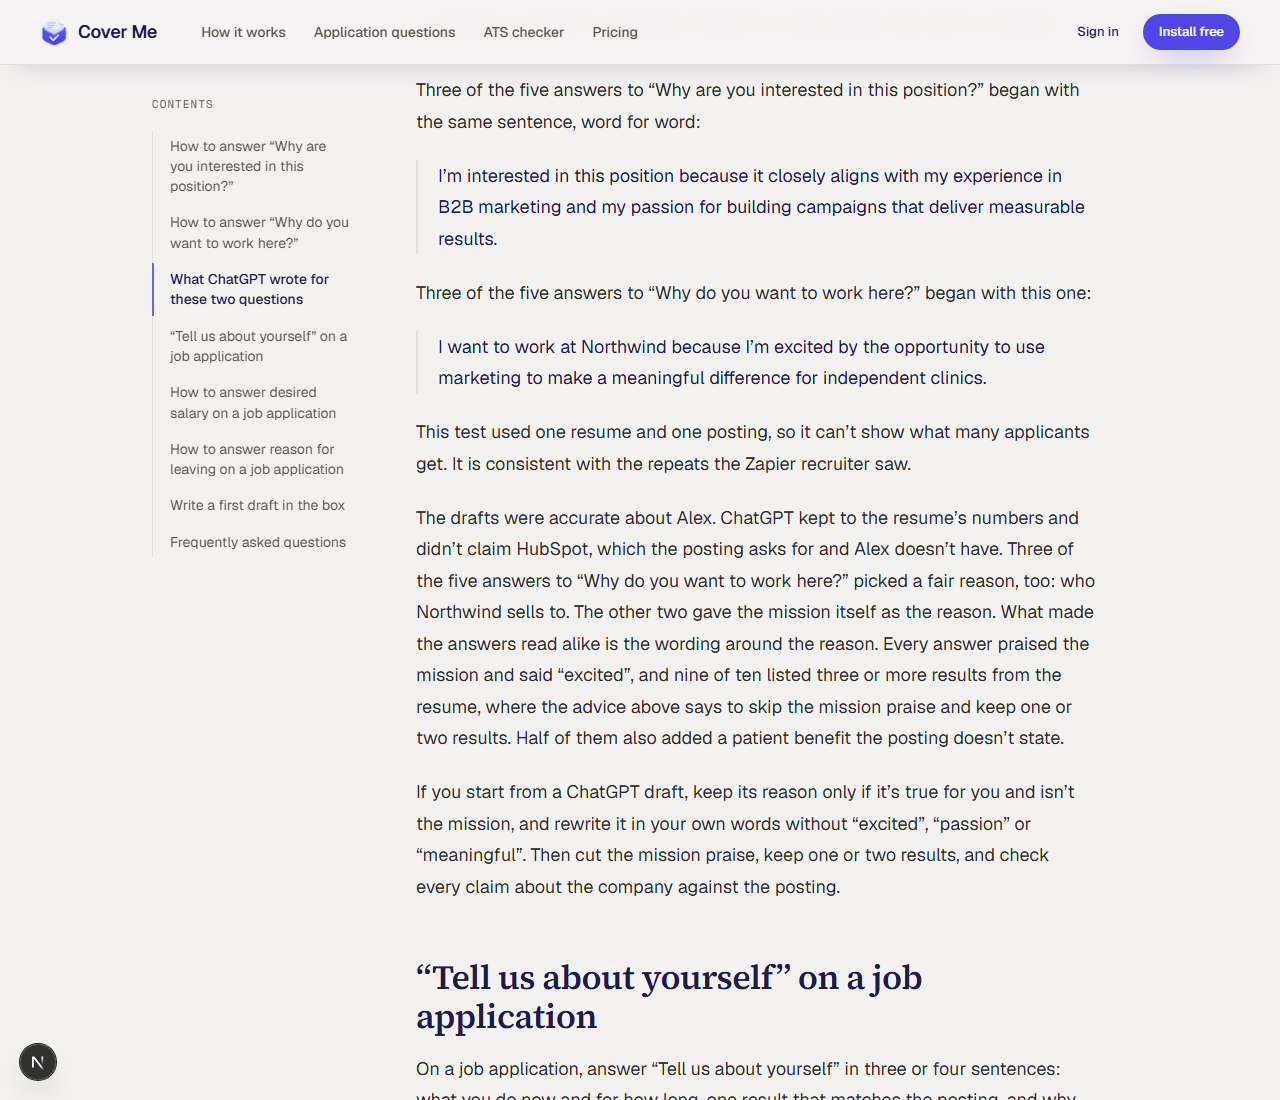 Cover Me
How it works
Application questions
ATS checker
Pricing
Sign in
Install free
CONTENTS
How to answer “Why are
you interested in this
position?”
How to answer “Why do you
want to work here?”
What ChatGPT wrote for
these two questions
“Tell us about yourself” on a
job application
How to answer desired
salary on a job application
How to answer reason for
leaving on a job application
Write a first draft in the box
Frequently asked questions
Three of the five answers to “Why are you interested in this position?” began with
the same sentence, word for word:
I’m interested in this position because it closely aligns with my experience in
B2B marketing and my passion for building campaigns that deliver measurable
results.
Three of the five answers to “Why do you want to work here?” began with this one:
I want to work at Northwind because I’m excited by the opportunity to use
marketing to make a meaningful difference for independent clinics.
This test used one resume and one posting, so it can’t show what many applicants
get. It is consistent with the repeats the Zapier recruiter saw.
The drafts were accurate about Alex. ChatGPT kept to the resume’s numbers and
didn’t claim HubSpot, which the posting asks for and Alex doesn’t have. Three of
the five answers to “Why do you want to work here?” picked a fair reason, too: who
Northwind sells to. The other two gave the mission itself as the reason. What made
the answers read alike is the wording around the reason. Every answer praised the
mission and said “excited”, and nine of ten listed three or more results from the
resume, where the advice above says to skip the mission praise and keep one or
two results. Half of them also added a patient benefit the posting doesn’t state.
If you start from a ChatGPT draft, keep its reason only if it’s true for you and isn’t
the mission, and rewrite it in your own words without “excited”, “passion” or
“meaningful”. Then cut the mission praise, keep one or two results, and check
every claim about the company against the posting.
“Tell us about yourself” on a job
application
On a job application, answer “Tell us about yourself” in three or four sentences:
what you do now and for how long, one result that matches the posting, and why
N